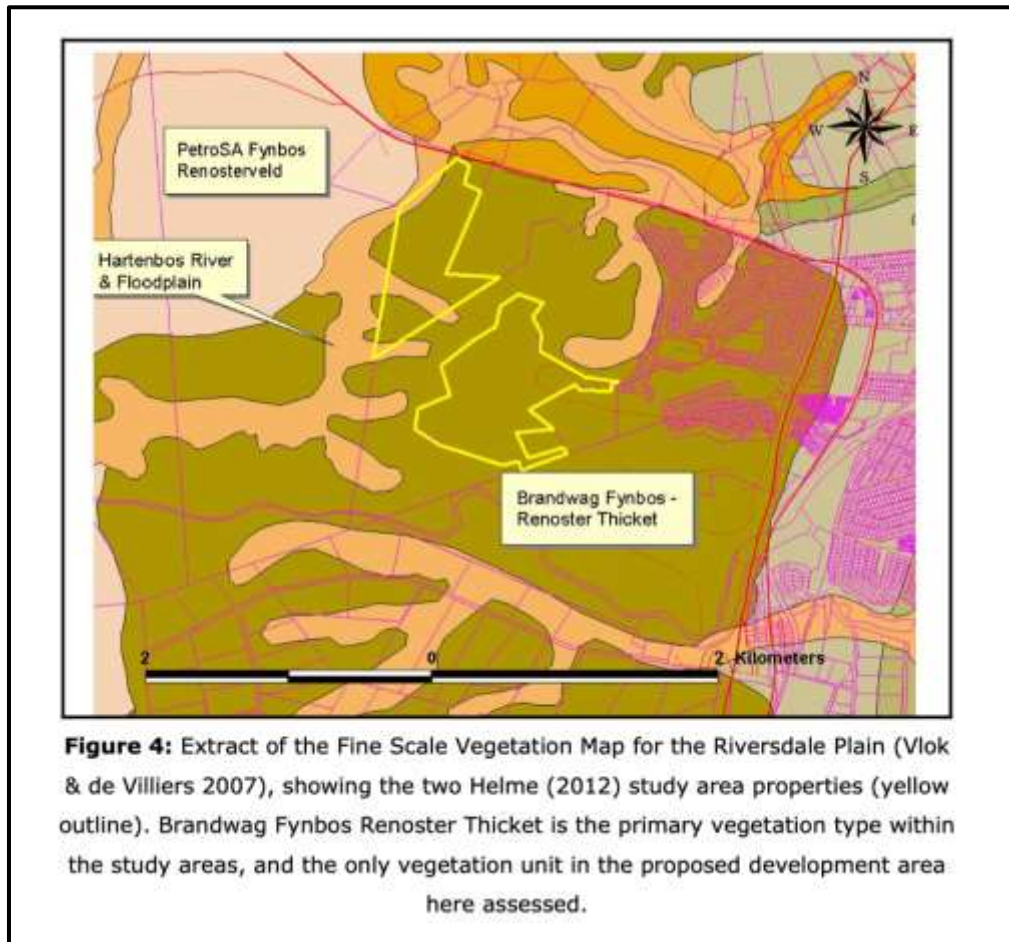 N
W E
S
PetroSA Fynbos
Renosterveld
Hartenbos River
& Floodplain
Brandwag Fynbos -
Renoster Thicket
2 0 2 Kilometers
Figure 4: Extract of the Fine Scale Vegetation Map for the Riversdale Plain (Vlok
& de Villiers 2007), showing the two Helme (2012) study area properties (yellow
outline). Brandwag Fynbos Renoster Thicket is the primary vegetation type within
the study areas, and the only vegetation unit in the proposed development area
here assessed.